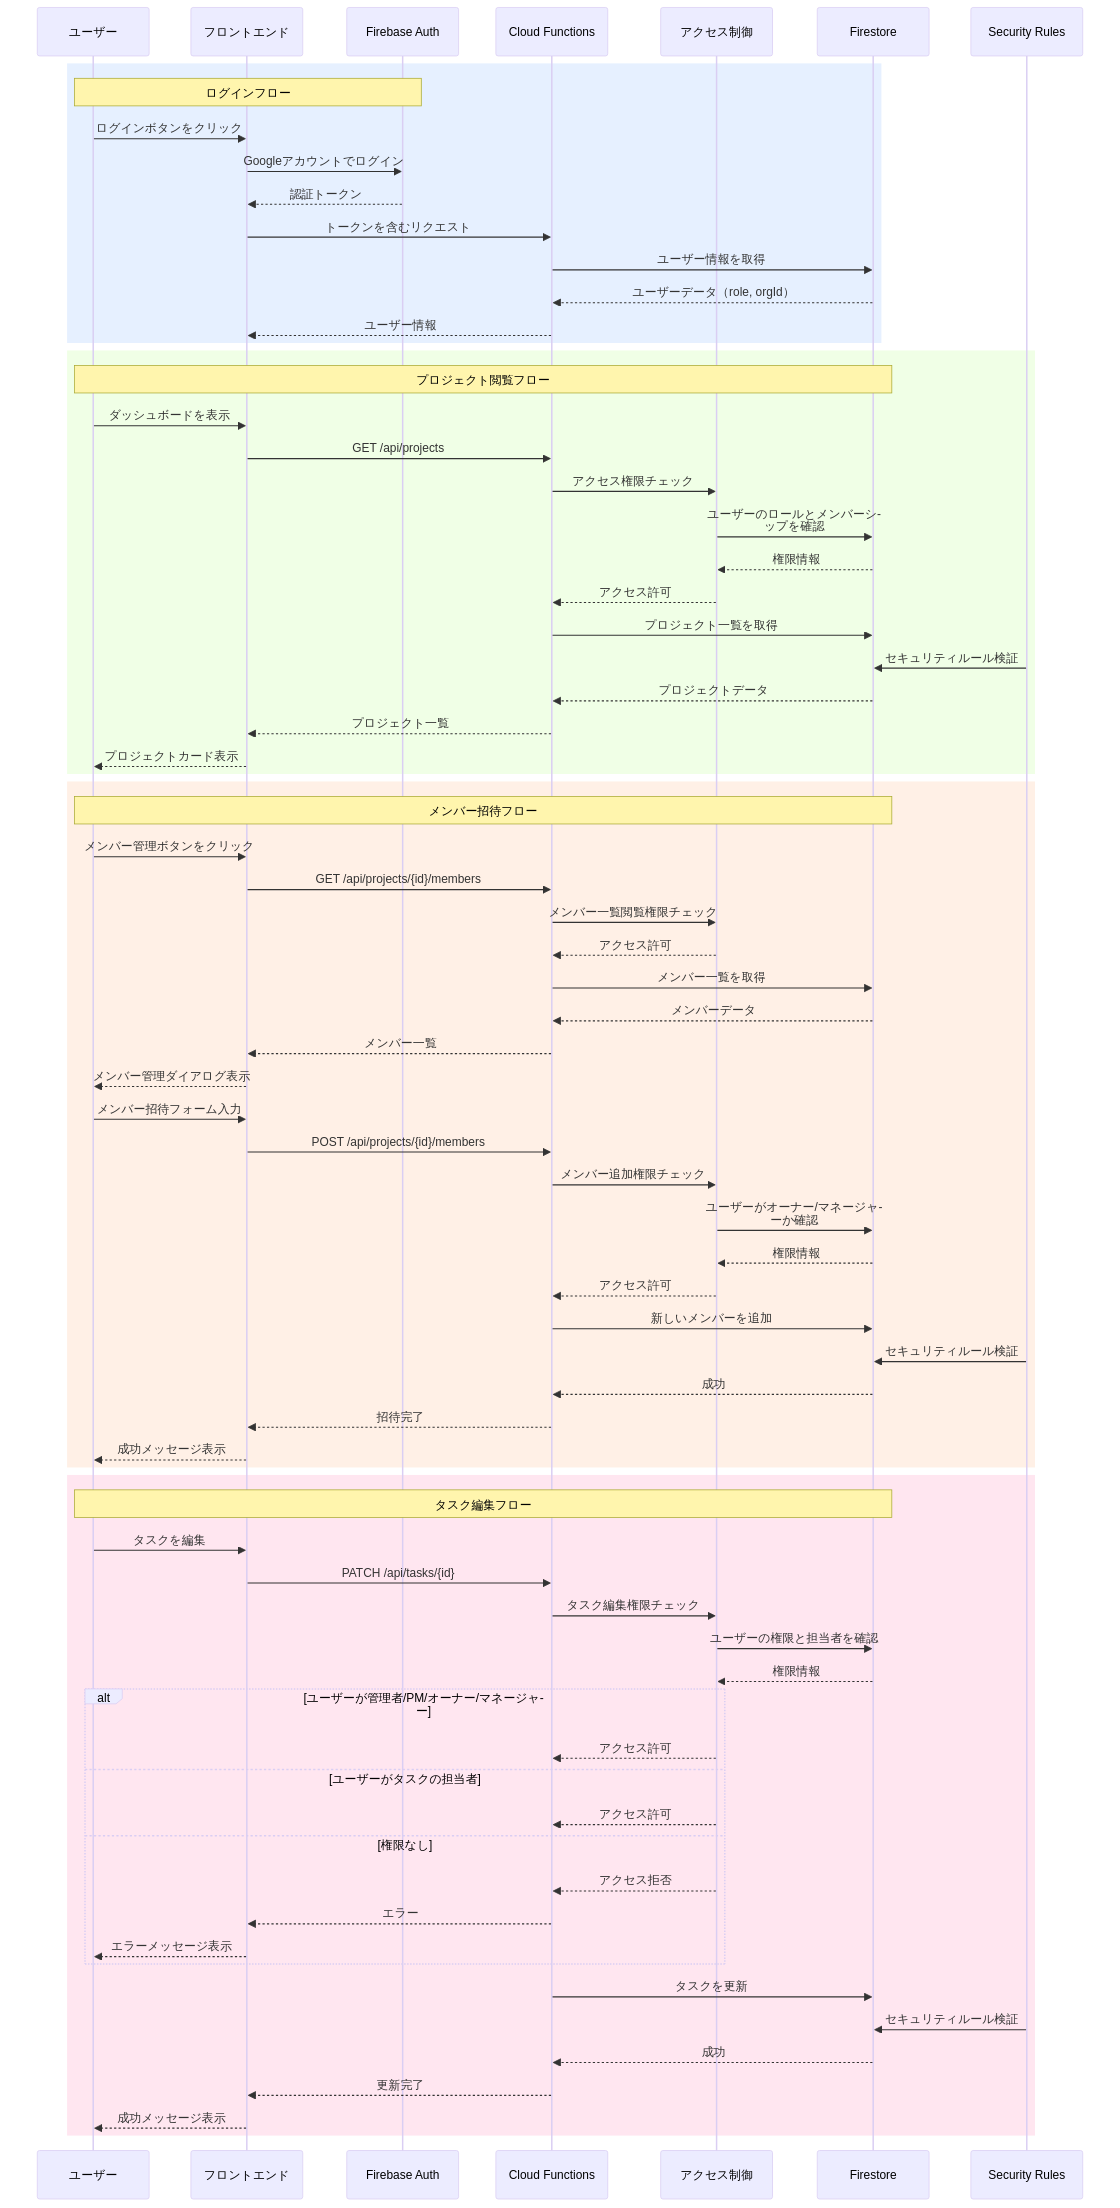 ユーザー
フロントエンド
Firebase Auth
Cloud Functions
アクセス制御
Firestore
Security Rules
ログインフロー
ログインボタンをクリック
Googleアカウントでログイン
認証トークン
トークンを含むリクエスト
ユーザー情報を取得
ユーザーデータ（role, orgId）
ユーザー情報
プロジェクト閲覧フロー
ダッシュボードを表示
GET /api/projects
アクセス権限チェック
ユーザーのロールとメンバーシ-
ップを確認
権限情報
アクセス許可
プロジェクト一覧を取得
セキュリティルール検証
プロジェクトデータ
プロジェクト一覧
プロジェクトカード表示
メンバー招待フロー
メンバー管理ボタンをクリック
GET /api/projects/{id}/members
メンバー一覧閲覧権限チェック
アクセス許可
メンバー一覧を取得
メンバーデータ
メンバー一覧
メンバー管理ダイアログ表示
メンバー招待フォーム入力
POST /api/projects/{id}/members
メンバー追加権限チェック
ユーザーがオーナー/マネージャ-
ーか確認
権限情報
アクセス許可
新しいメンバーを追加
セキュリティルール検証
成功
招待完了
成功メッセージ表示
タスク編集フロー
タスクを編集
PATCH /api/tasks/{id}
タスク編集権限チェック
ユーザーの権限と担当者を確認
権限情報
alt
[ユーザーが管理者/PM/オーナー/マネージャ-
ー]
アクセス許可
[ユーザーがタスクの担当者]
アクセス許可
[権限なし]
アクセス拒否
エラー
エラーメッセージ表示
タスクを更新
セキュリティルール検証
成功
更新完了
成功メッセージ表示
ユーザー
フロントエンド
Firebase Auth
Cloud Functions
アクセス制御
Firestore
Security Rules